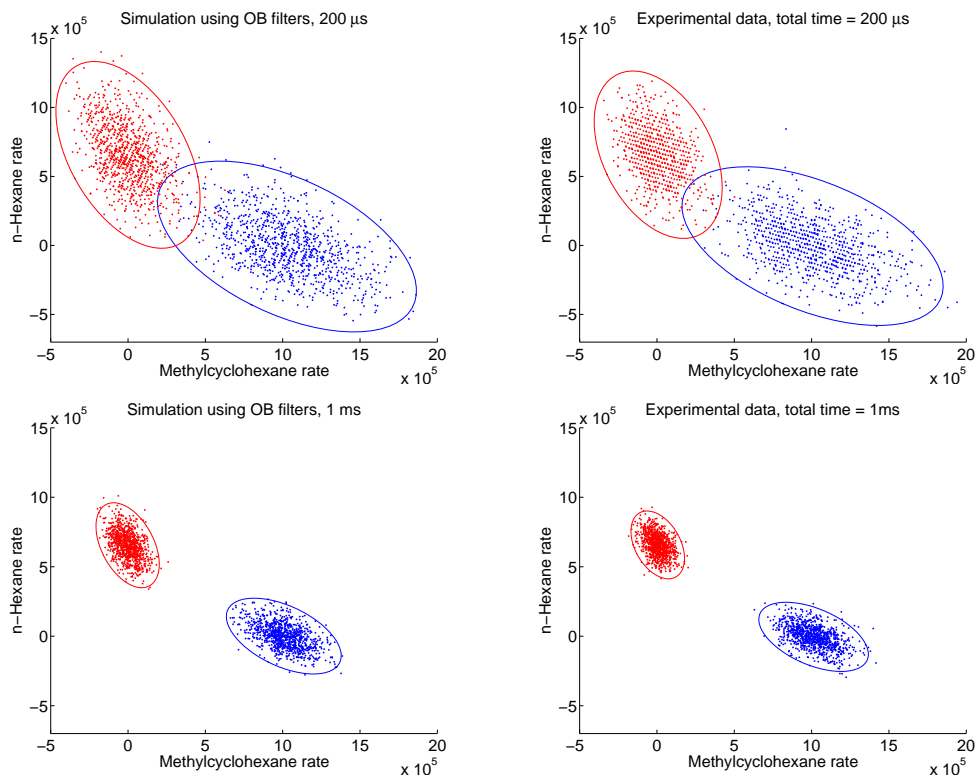 Simulation using OB filters, 200 μs
x 10^5
15
10
5
0
−5
n−Hexane rate
−5 0 5 10 15 20
Methylcyclohexane rate
x 10^5
Experimental data, total time = 200 μs
x 10^5
15
10
5
0
−5
n−Hexane rate
−5 0 5 10 15 20
Methylcyclohexane rate
x 10^5
Simulation using OB filters, 1 ms
x 10^5
15
10
5
0
−5
n−Hexane rate
−5 0 5 10 15 20
Methylcyclohexane rate
x 10^5
Experimental data, total time = 1ms
x 10^5
15
10
5
0
−5
n−Hexane rate
−5 0 5 10 15 20
Methylcyclohexane rate
x 10^5